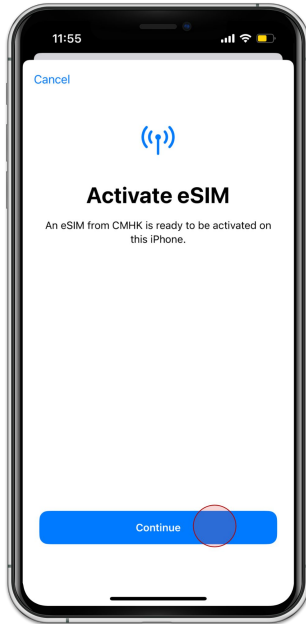 11:55
Cancel
Activate eSIM
An eSIM from CMHK is ready to be activated on
this iPhone.
Continue